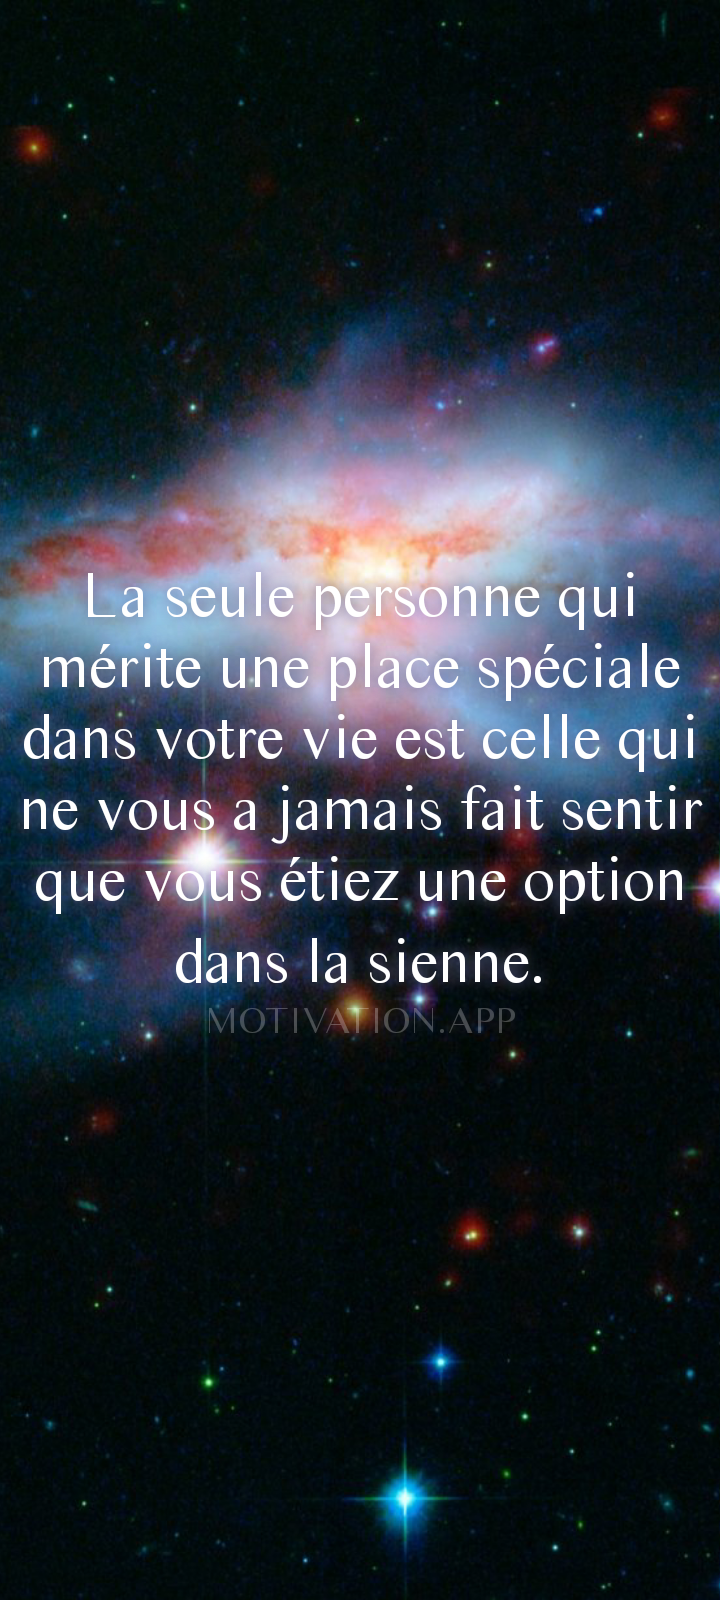 La seule personne qui
mérite une place spéciale
dans votre vie est celle qui
ne vous a jamais fait sentir
que vous étiez une option
dans la sienne.
MOTIVATION.APP